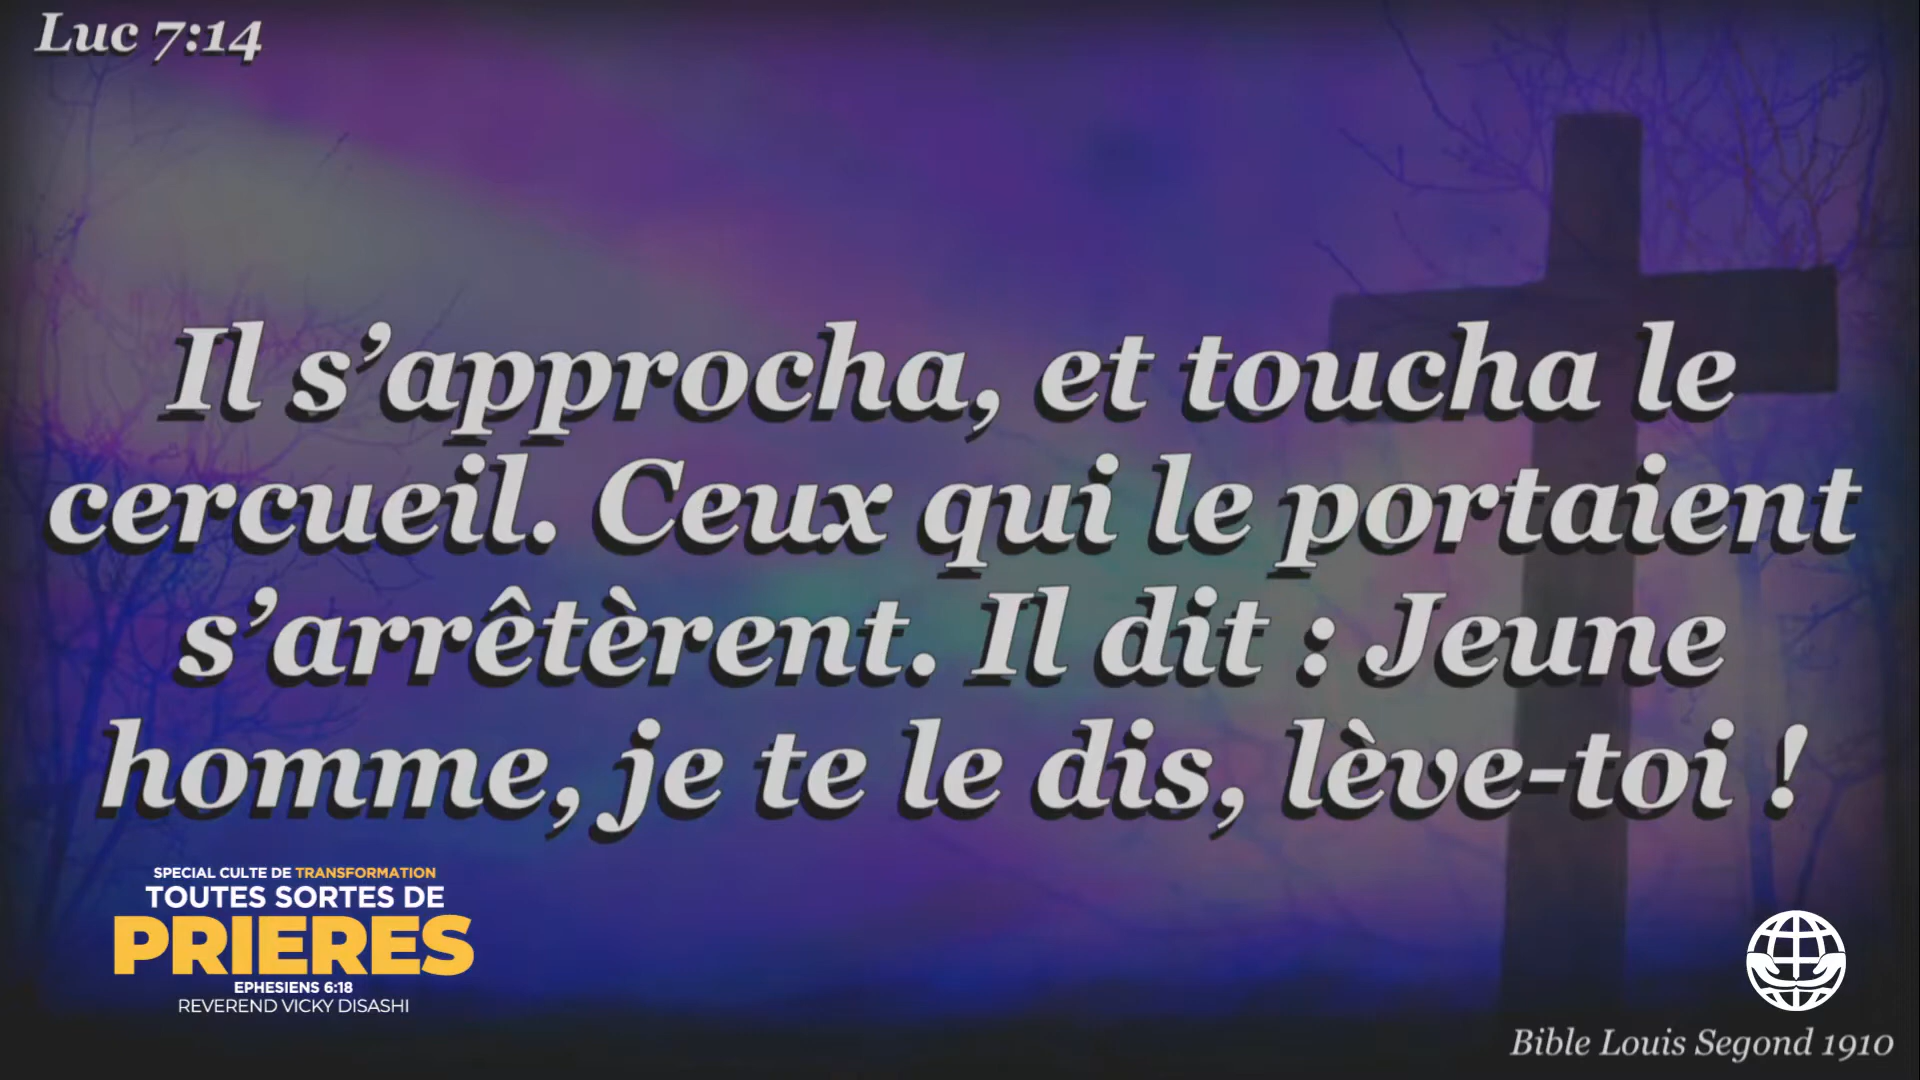 Luc 7:14
Il s’approcha, et toucha le
cercueil. Ceux qui le portaient
s’arrêtèrent. Il dit : Jeune
homme, je te le dis, lève-toi !
SPECIAL CULTE DE TRANSFORMATION
TOUTES SORTES DE
PRIERES
EPHESIENS 6:18
REVEREND VICKY DISASHI
Bible Louis Segond 1910